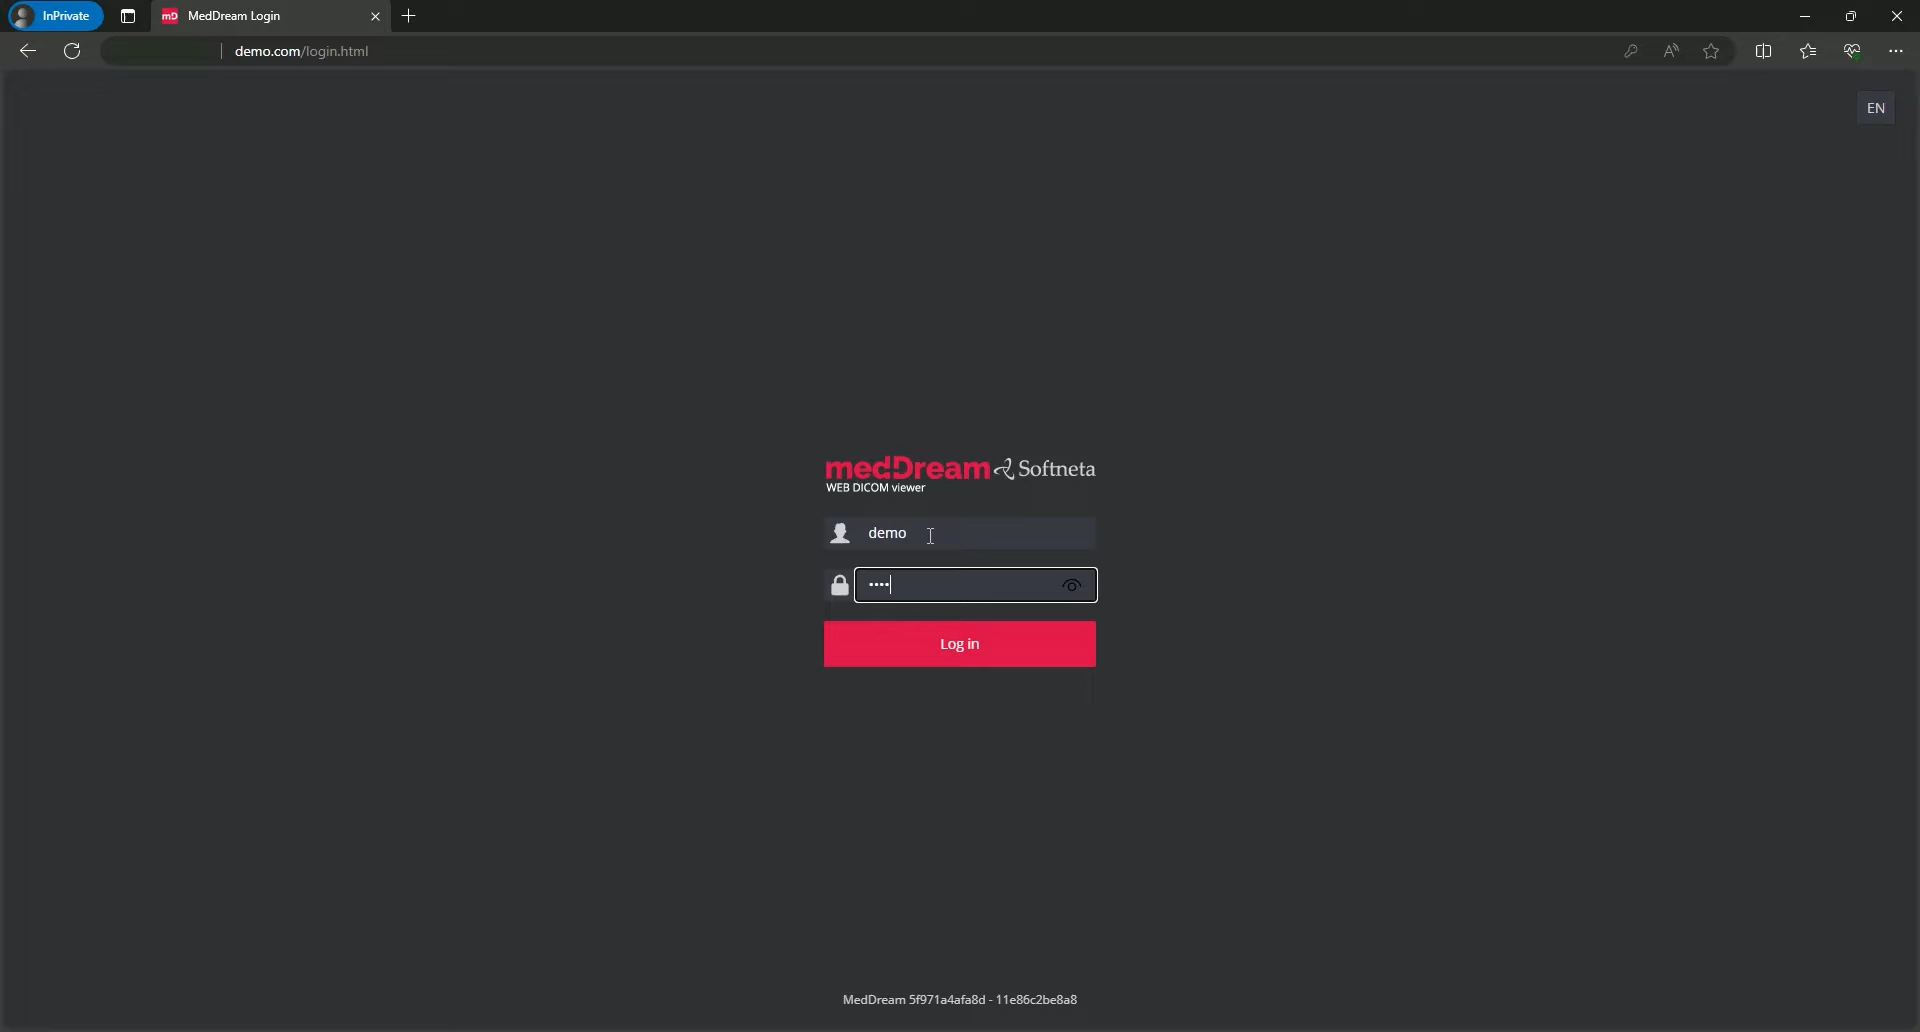 InPrivate
MedDream Login
demo.com/login.html
EN
medDream Softneta
WEB DICOM viewer
demo
••••
Log in
MedDream 5f971a4afa8d - 11e86c2be8a8